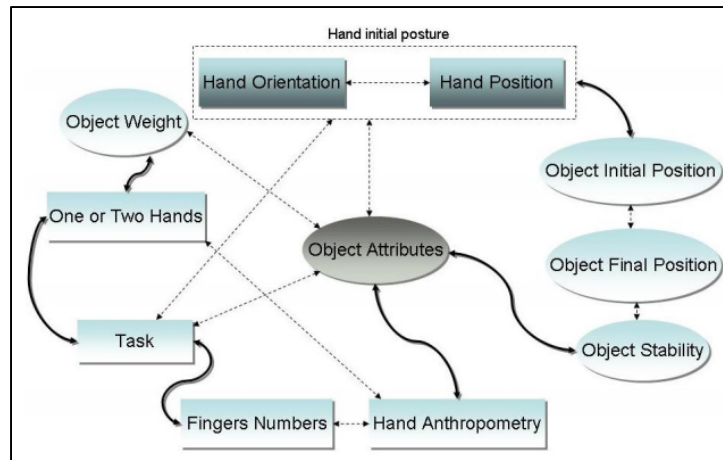 Hand initial posture
Hand Orientation
Hand Position
Object Weight
Object Initial Position
One or Two Hands
Object Attributes
Object Final Position
Task
Object Stability
Fingers Numbers
Hand Anthropometry